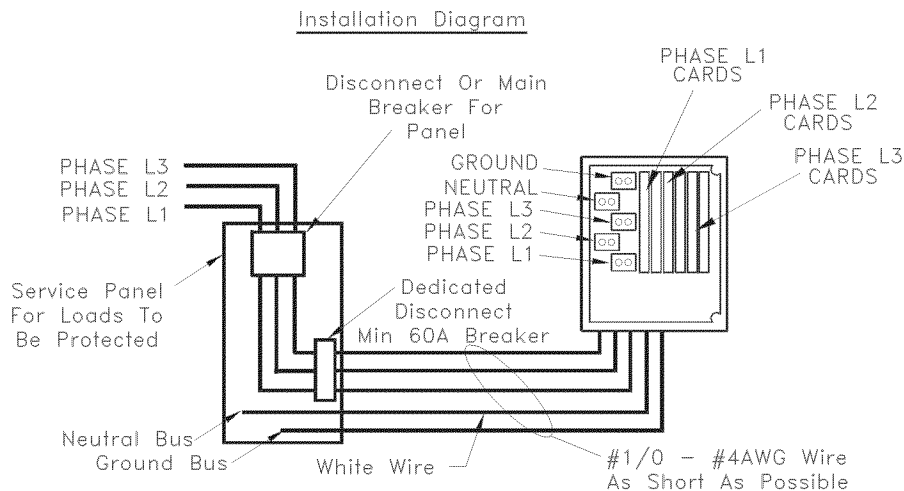 Installation Diagram
PHASE L1
CARDS
Disconnect Or Main
Breaker For
Panel
PHASE L2
CARDS
PHASE L3
CARDS
PHASE L3
PHASE L2
PHASE L1
GROUND
NEUTRAL
PHASE L3
PHASE L2
PHASE L1
Service Panel
For Loads To
Be Protected
Dedicated
Disconnect
Min 60A Breaker
Neutral Bus
Ground Bus
White Wire
#1/0 - #4AWG Wire
As Short As Possible